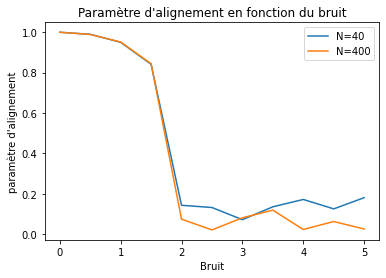 Paramètre d'alignement en fonction du bruit
1.0
0.8
0.6
0.4
0.2
0.0
paramètre d'alignement
N=40
N=400
0 1 2 3 4 5
Bruit